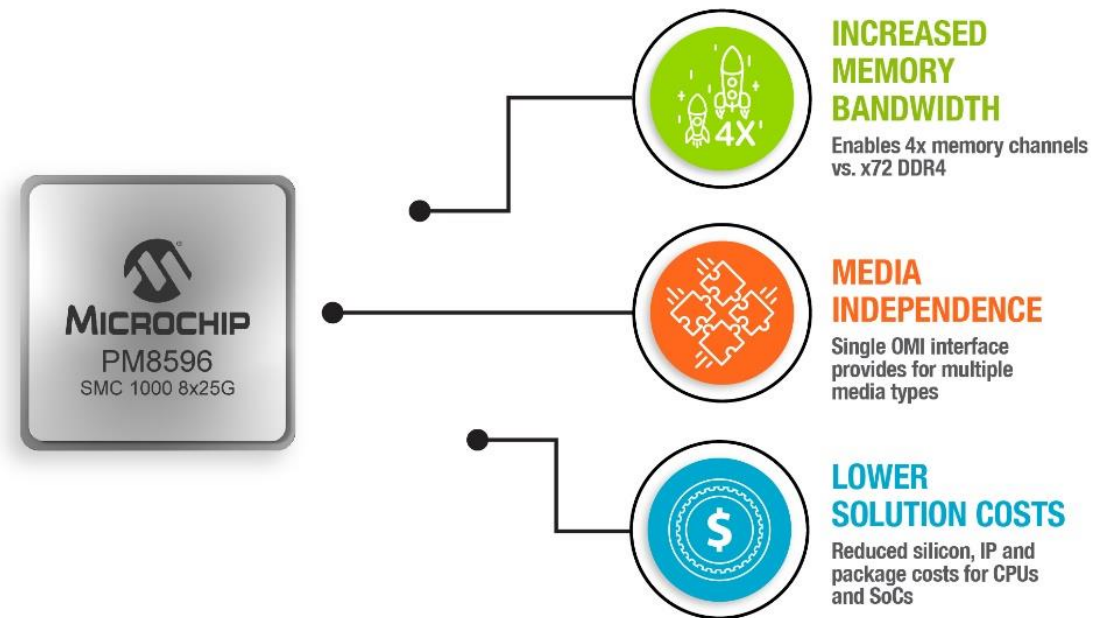 MICROCHIP
PM8596
SMC 1000 8x25G
4X
INCREASED
MEMORY
BANDWIDTH
Enables 4x memory channels
vs. x72 DDR4
MEDIA
INDEPENDENCE
Single OMI interface
provides for multiple
media types
$
LOWER
SOLUTION COSTS
Reduced silicon, IP and
package costs for CPUs
and SoCs